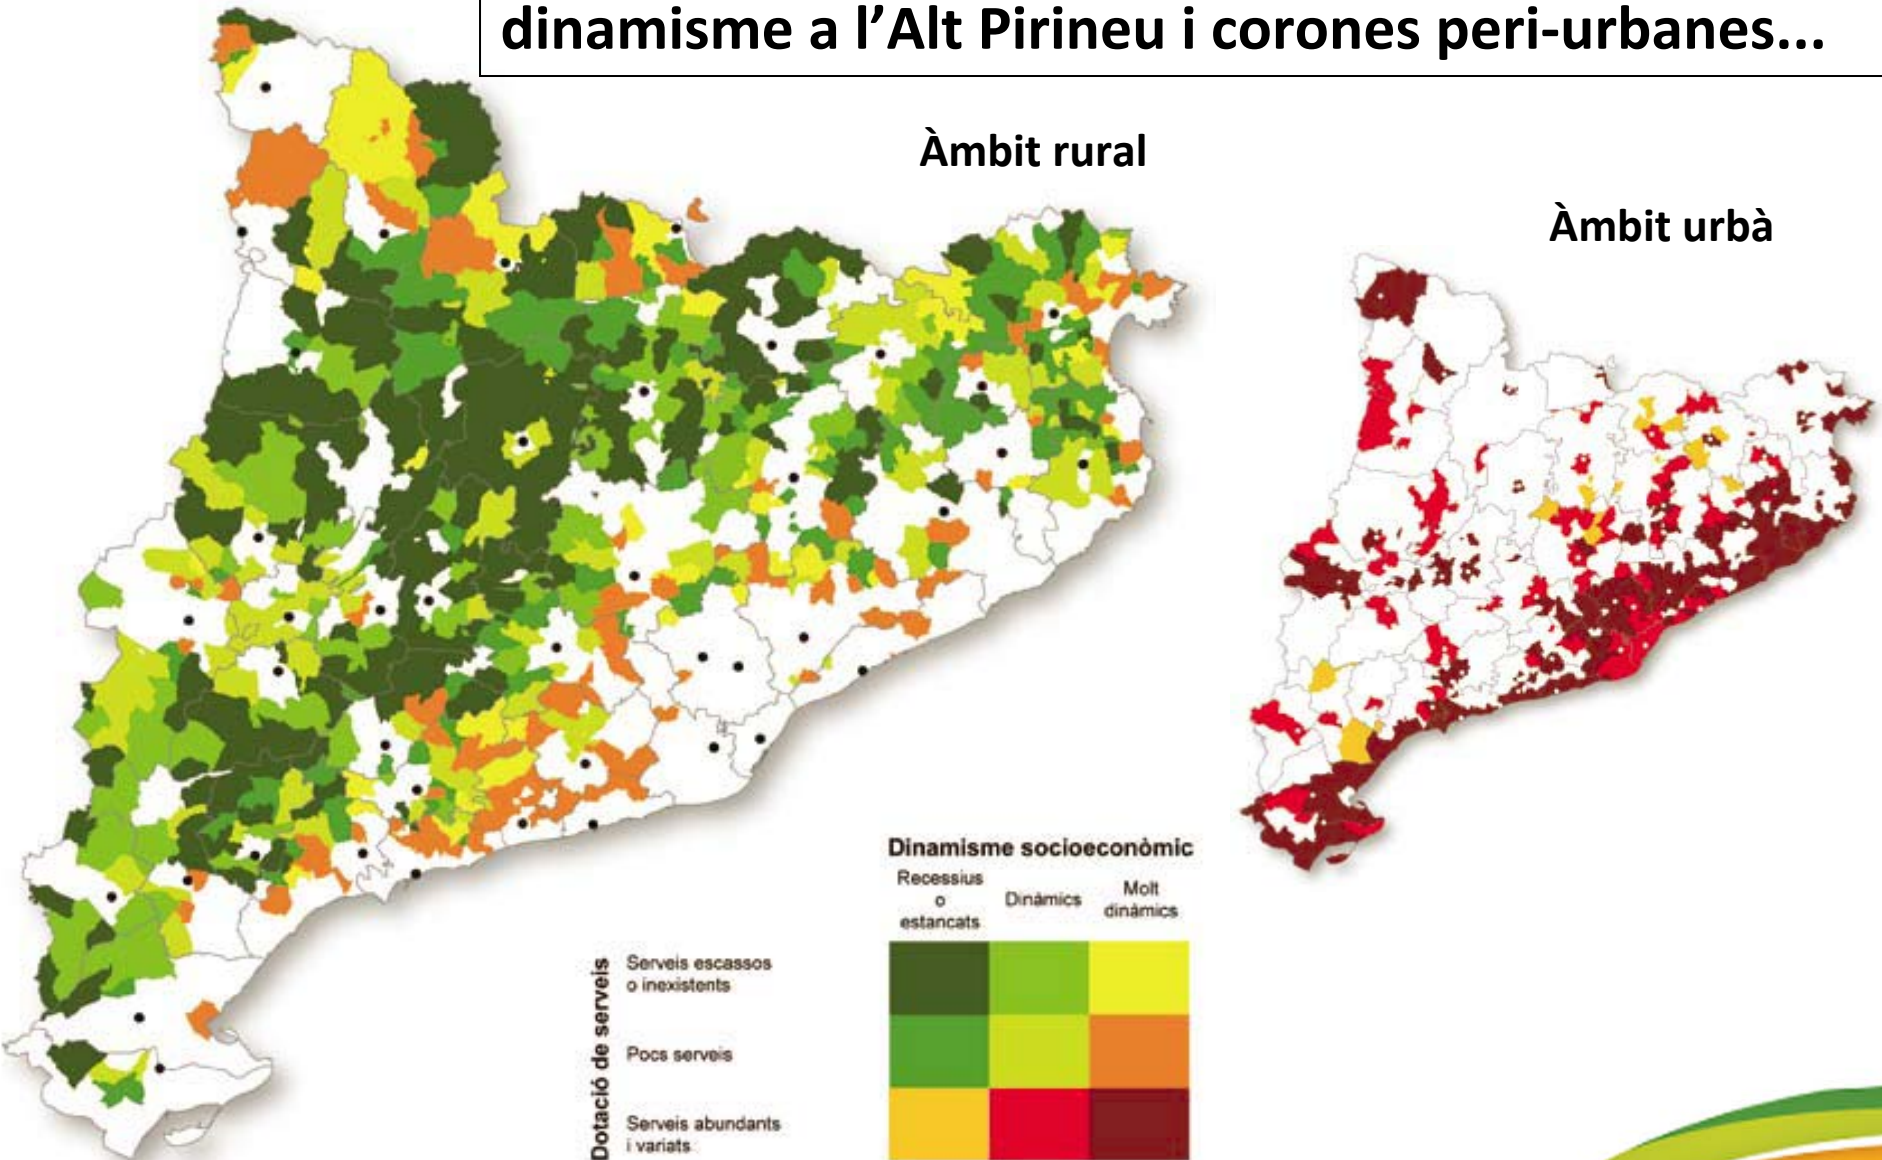 dinamisme a l’Alt Pirineu i corones peri-urbanes...
Àmbit rural
Àmbit urbà
Dinamisme socioeconòmic
Recessius
o
estancats
Dinàmics
Molt
dinàmics
Dotació de serveis
Serveis escassos
o inexistents
Pocs serveis
Serveis abundants
i variats